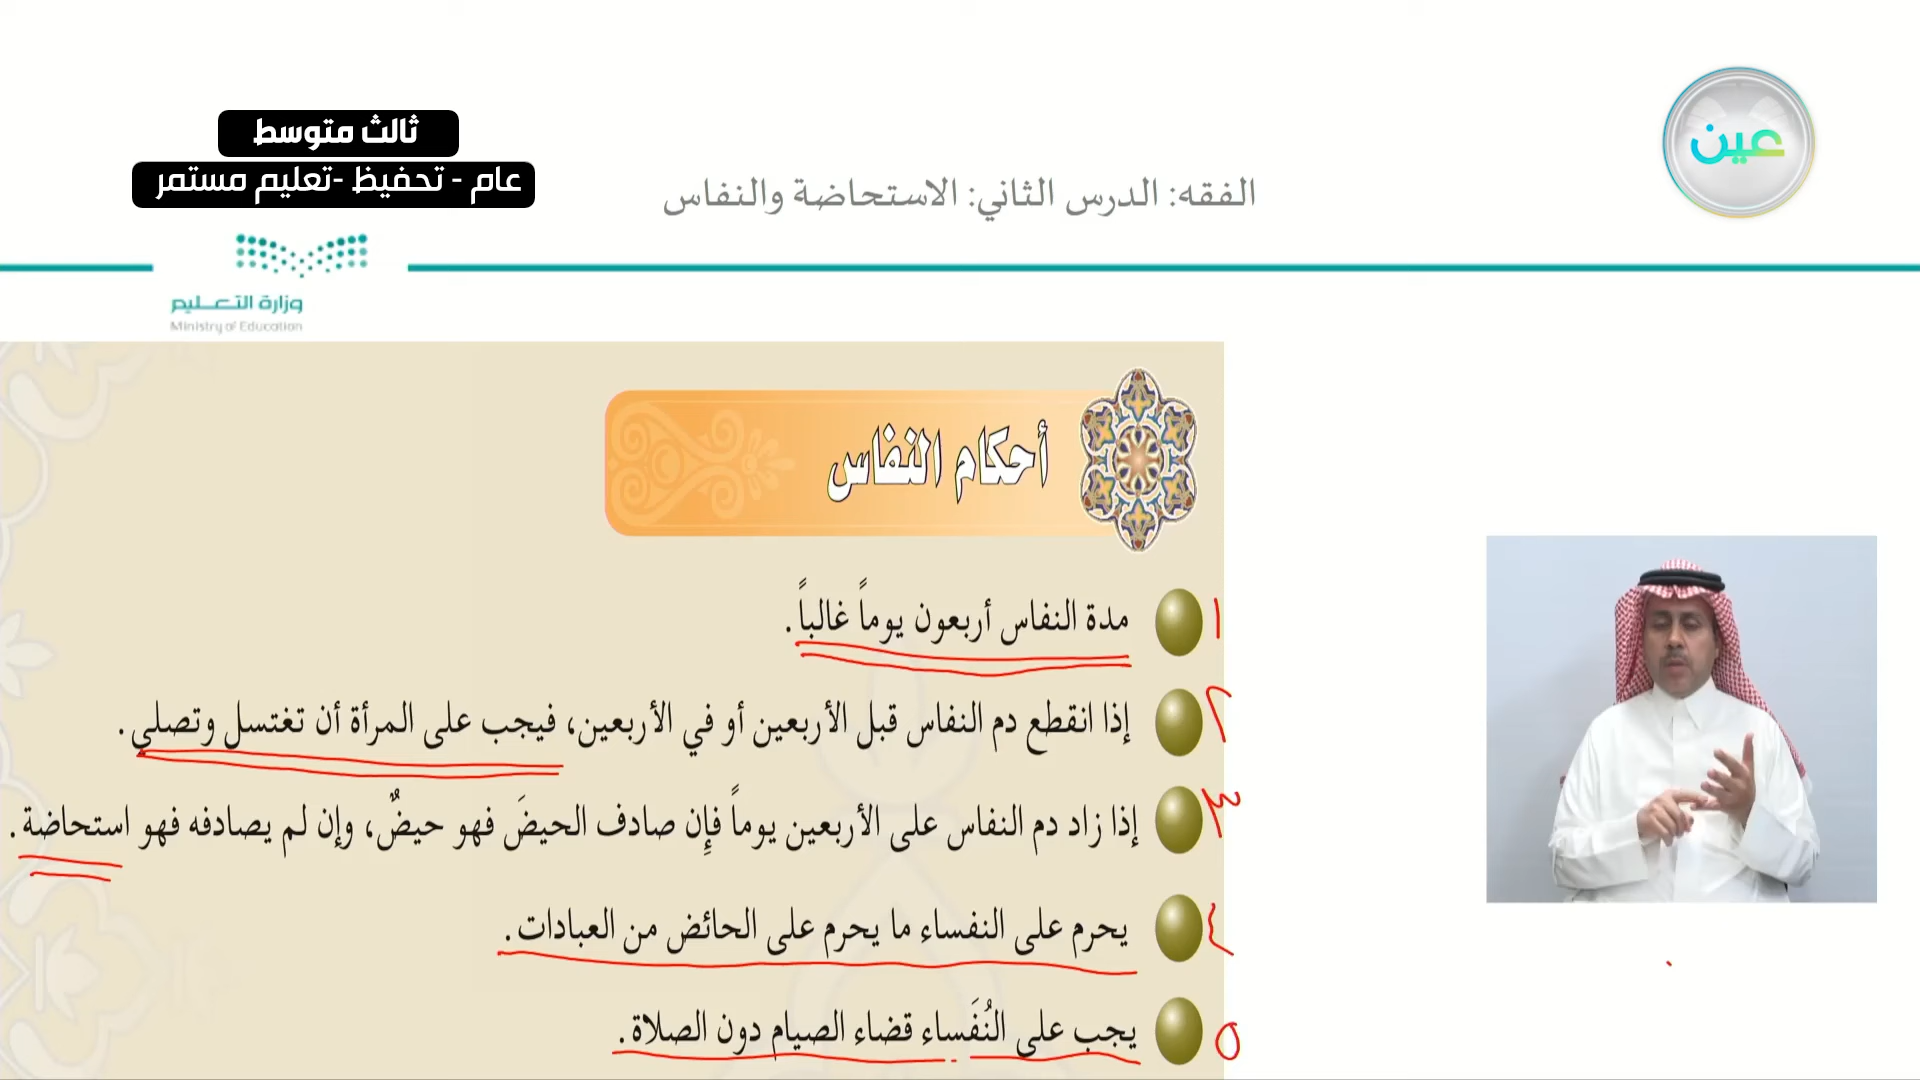 عين
ثالث متوسط
عام - تحفيظ -تعليم مستمر
الفقه: الدرس الثاني: الاستحاضة والنفاس
وزارة التعـــليم
Ministry of Education
أحكام النفاس
١ مدة النفاس أربعون يوماً غالباً.
٢ إذا انقطع دم النفاس قبل الأربعين أو في الأربعين، فيجب على المرأة أن تغتسل وتصلي.
٣ إذا زاد دم النفاس على الأربعين يوماً فإِن صادف الحيضَ فهو حيضٌ، وإن لم يصادفه فهو استحاضة.
٤ يحرم على النفساء ما يحرم على الحائض من العبادات.
٥ يجب على النُفَساء قضاء الصيام دون الصلاة.